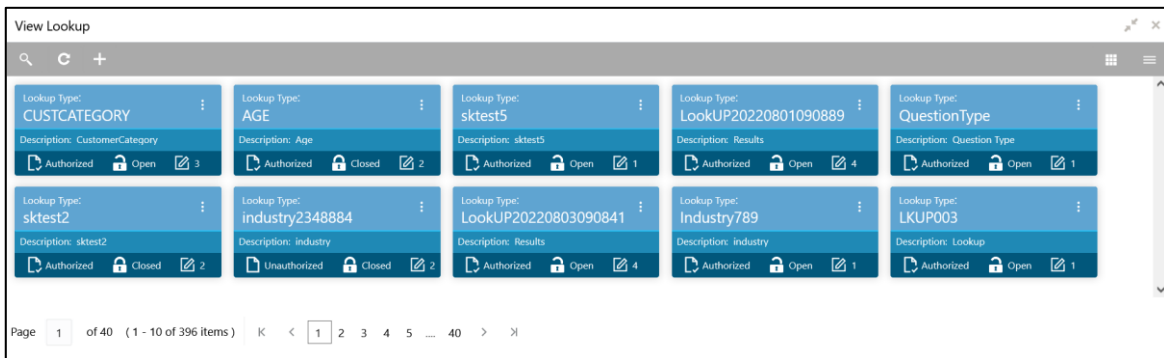 View Lookup
Lookup Type: Lookup Type: Lookup Type: Lookup Type: Lookup Type:
CUSTCATEGORY AGE sktest5 LookUP20220801090889 QuestionType
Description: CustomerCategory Description: Age Description: sktest5 Description: Results Description: Question Type
Authorized Open 3 Authorized Closed 2 Authorized Open 1 Authorized Open 4 Authorized Open 1
Lookup Type: Lookup Type: Lookup Type: Lookup Type: Lookup Type:
sktest2 industry2348884 LookUP20220803090841 Industry789 LKUP003
Description: sktest2 Description: industry Description: Results Description: industry Description: Lookup
Authorized Closed 2 Unauthorized Closed 2 Authorized Open 4 Authorized Open 1 Authorized Open 1
Page 1 of 40 ( 1 - 10 of 396 items ) 1 2 3 4 5 .... 40